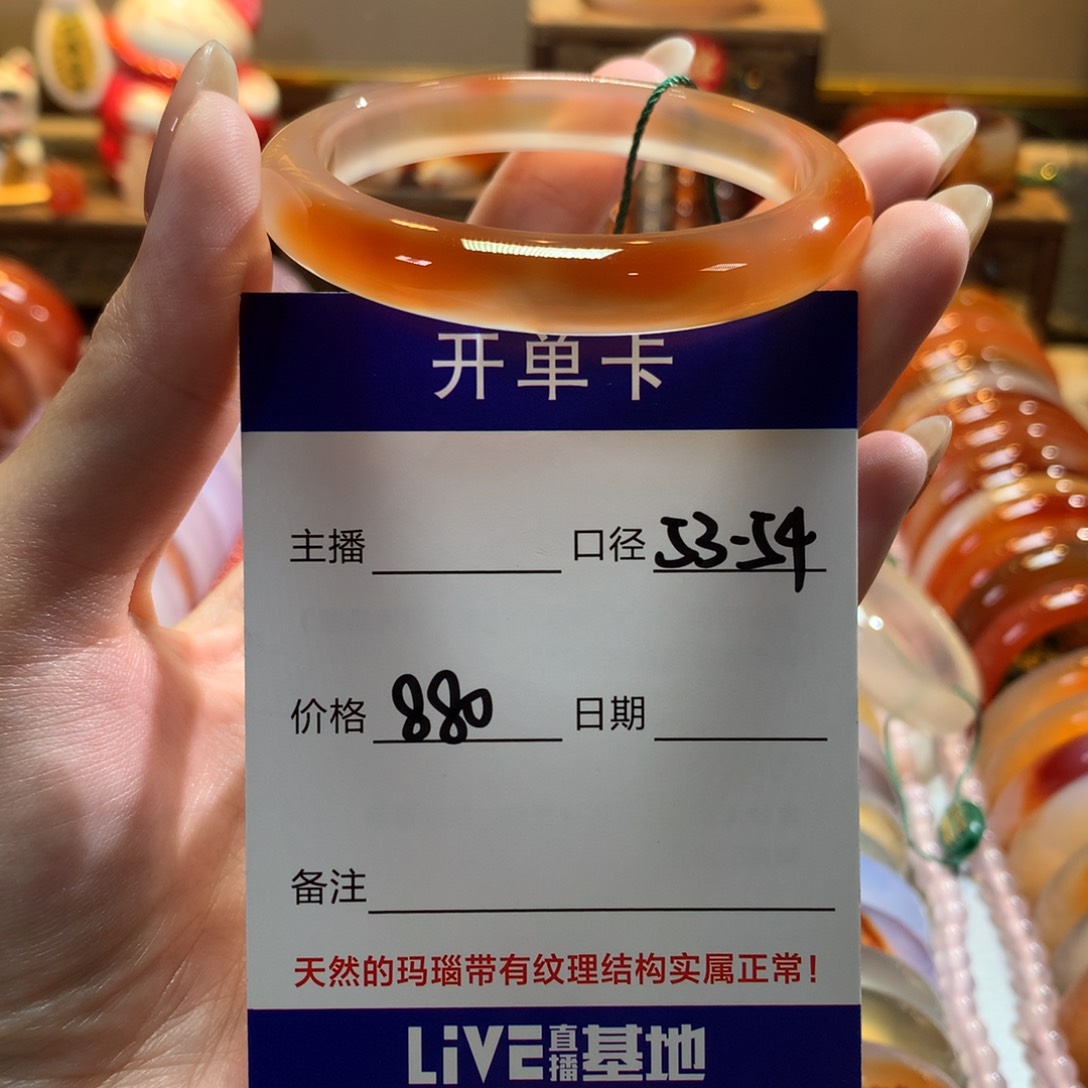 开单卡
主播 口径 53-54
价格 880 日期
备注
天然的玛瑙带有纹理结构实属正常！
LiVE直播基地